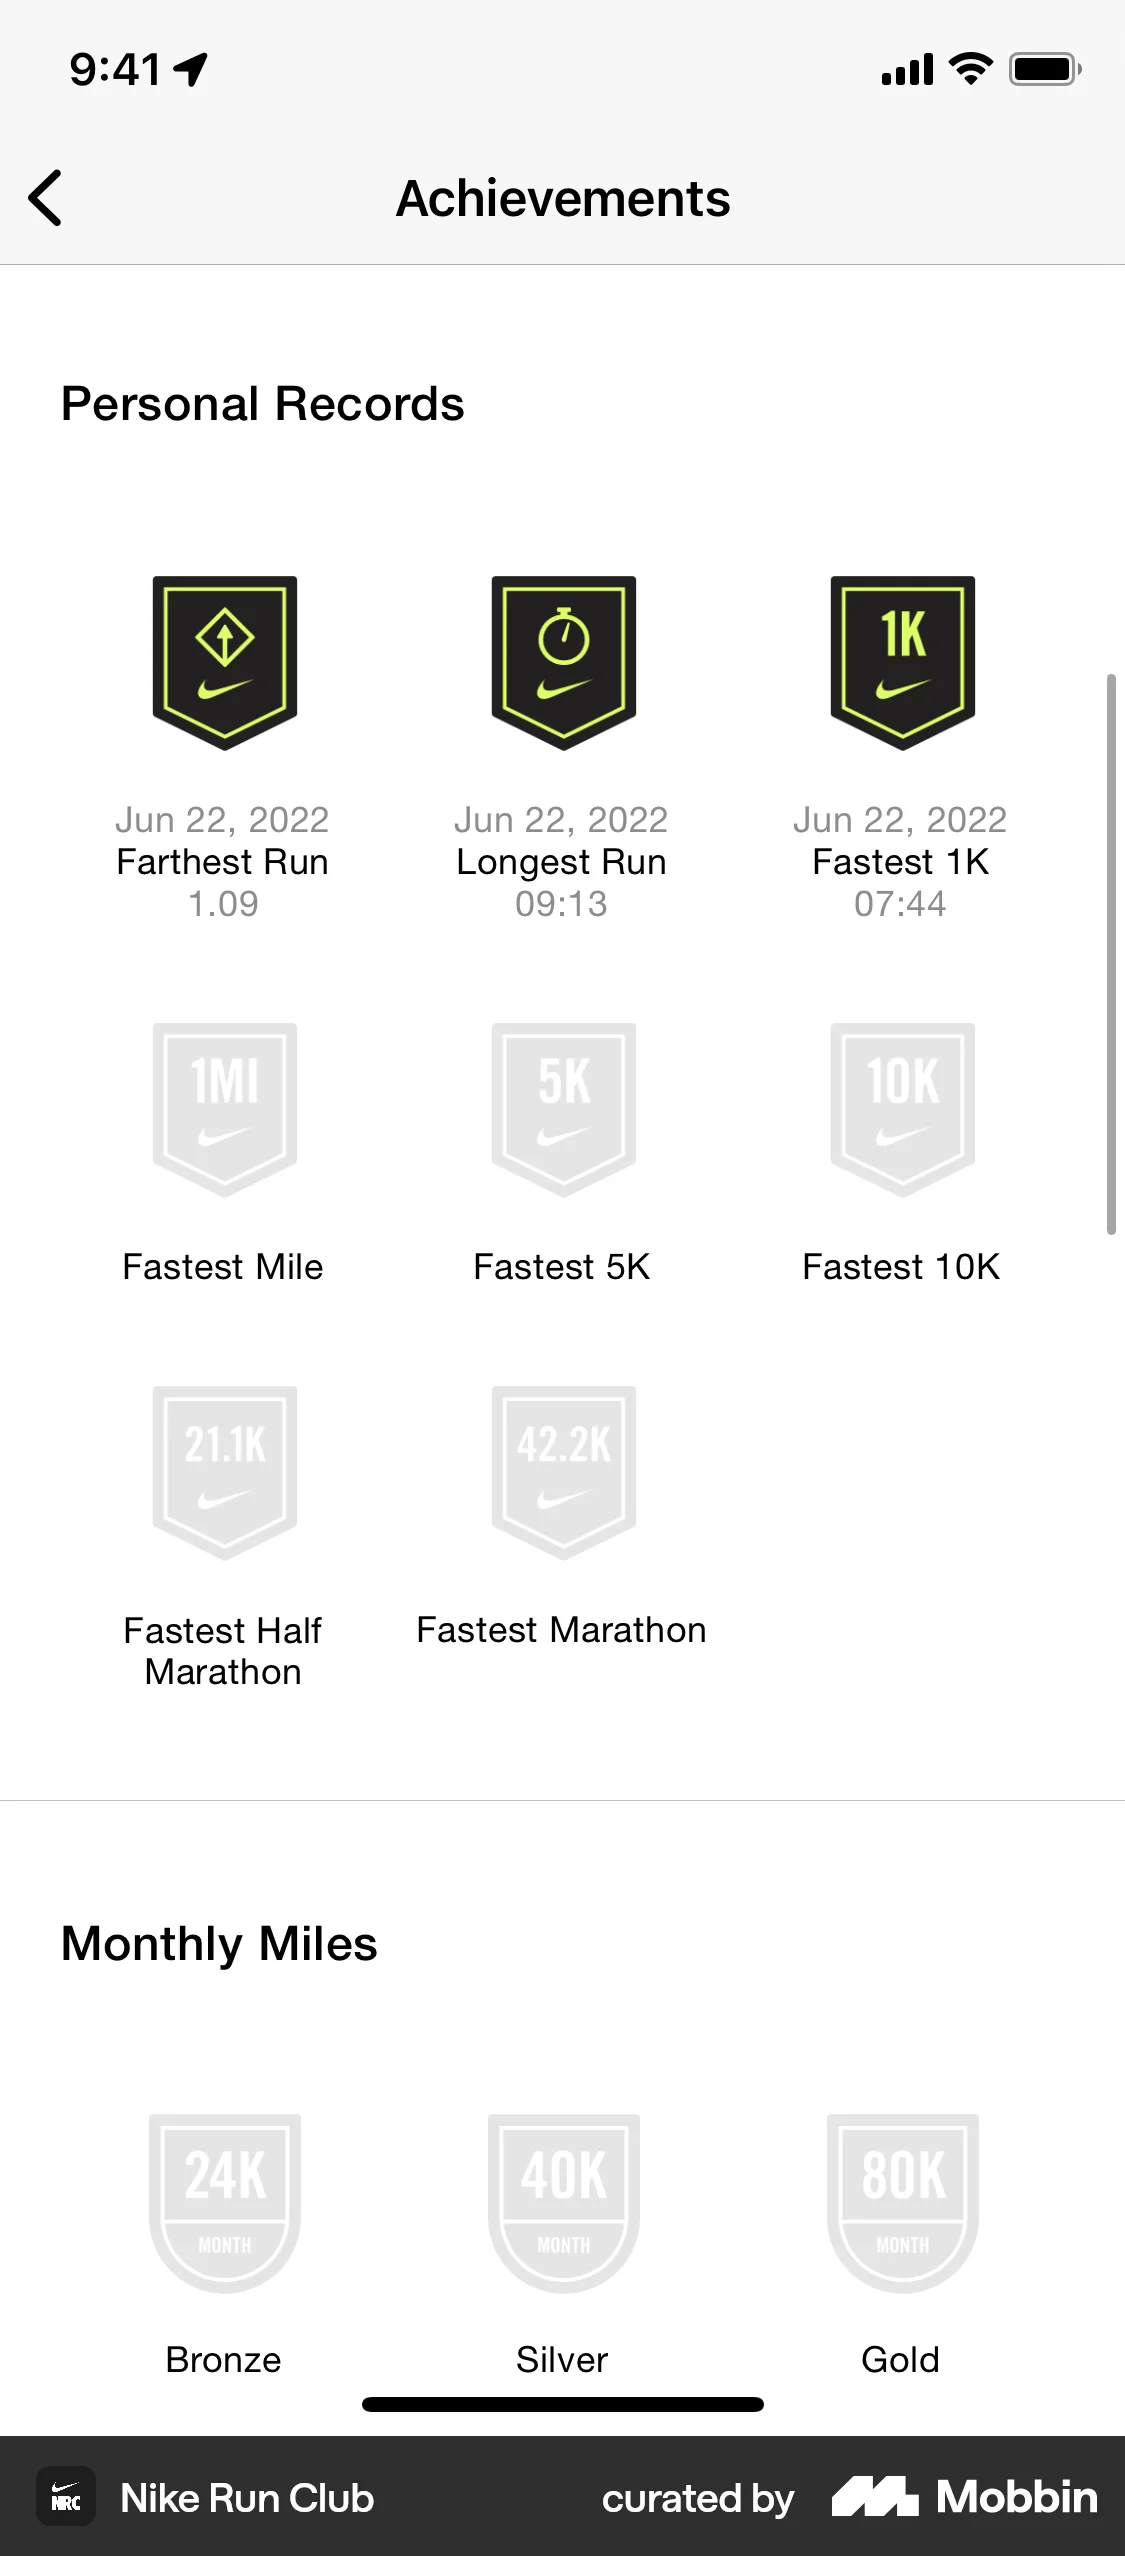 9:41
Achievements
Personal Records
1K
Jun 22, 2022
Farthest Run
1.09
Jun 22, 2022
Longest Run
09:13
Jun 22, 2022
Fastest 1K
07:44
1MI
5K
10K
Fastest Mile
Fastest 5K
Fastest 10K
21.1K
42.2K
Fastest Half
Marathon
Fastest Marathon
Monthly Miles
24K
MONTH
40K
MONTH
80K
MONTH
Bronze
Silver
Gold
NRC
Nike Run Club
curated by
Mobbin